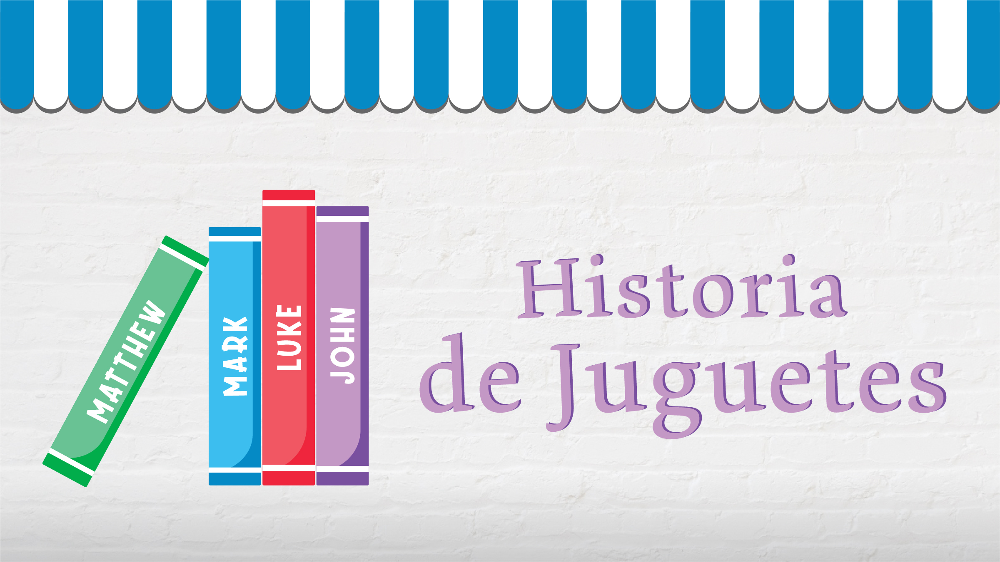 MATTHEW
MARK
LUKE
JOHN
Historia
de Juguetes